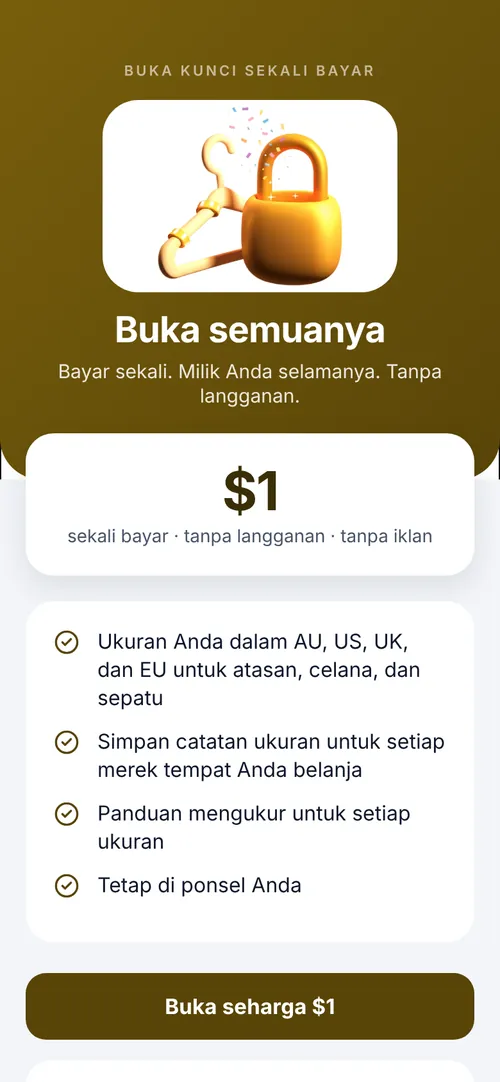 BUKA KUNCI SEKALI BAYAR
Buka semuanya
Bayar sekali. Milik Anda selamanya. Tanpa
langganan.
$1
sekali bayar · tanpa langganan · tanpa iklan
Ukuran Anda dalam AU, US, UK,
dan EU untuk atasan, celana, dan
sepatu
Simpan catatan ukuran untuk setiap
merek tempat Anda belanja
Panduan mengukur untuk setiap
ukuran
Tetap di ponsel Anda
Buka seharga $1